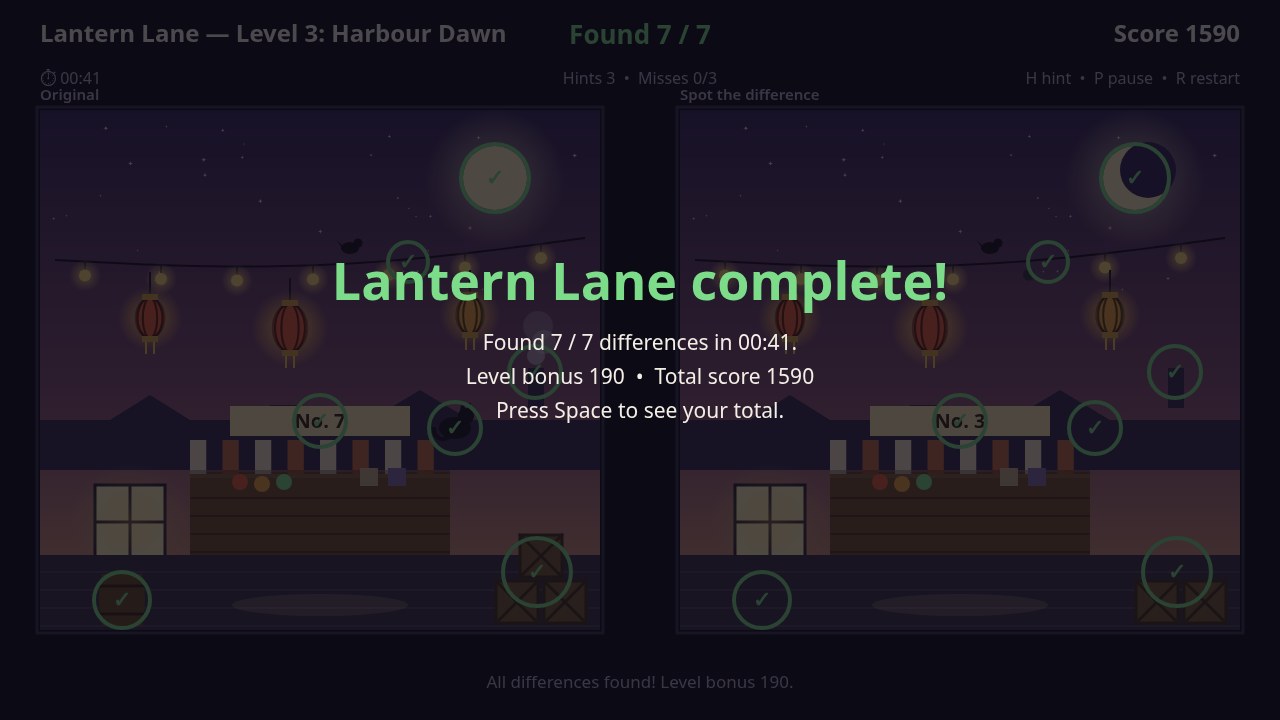 Lantern Lane — Level 3: Harbour Dawn
Found 7 / 7
Score 1590
⏱ 00:41
Hints 3 • Misses 0/3
H hint • P pause • R restart
Original
Spot the difference
Lantern Lane complete!
Found 7 / 7 differences in 00:41.
Level bonus 190 • Total score 1590
Press Space to see your total.
No. 7
No. 3
All differences found! Level bonus 190.